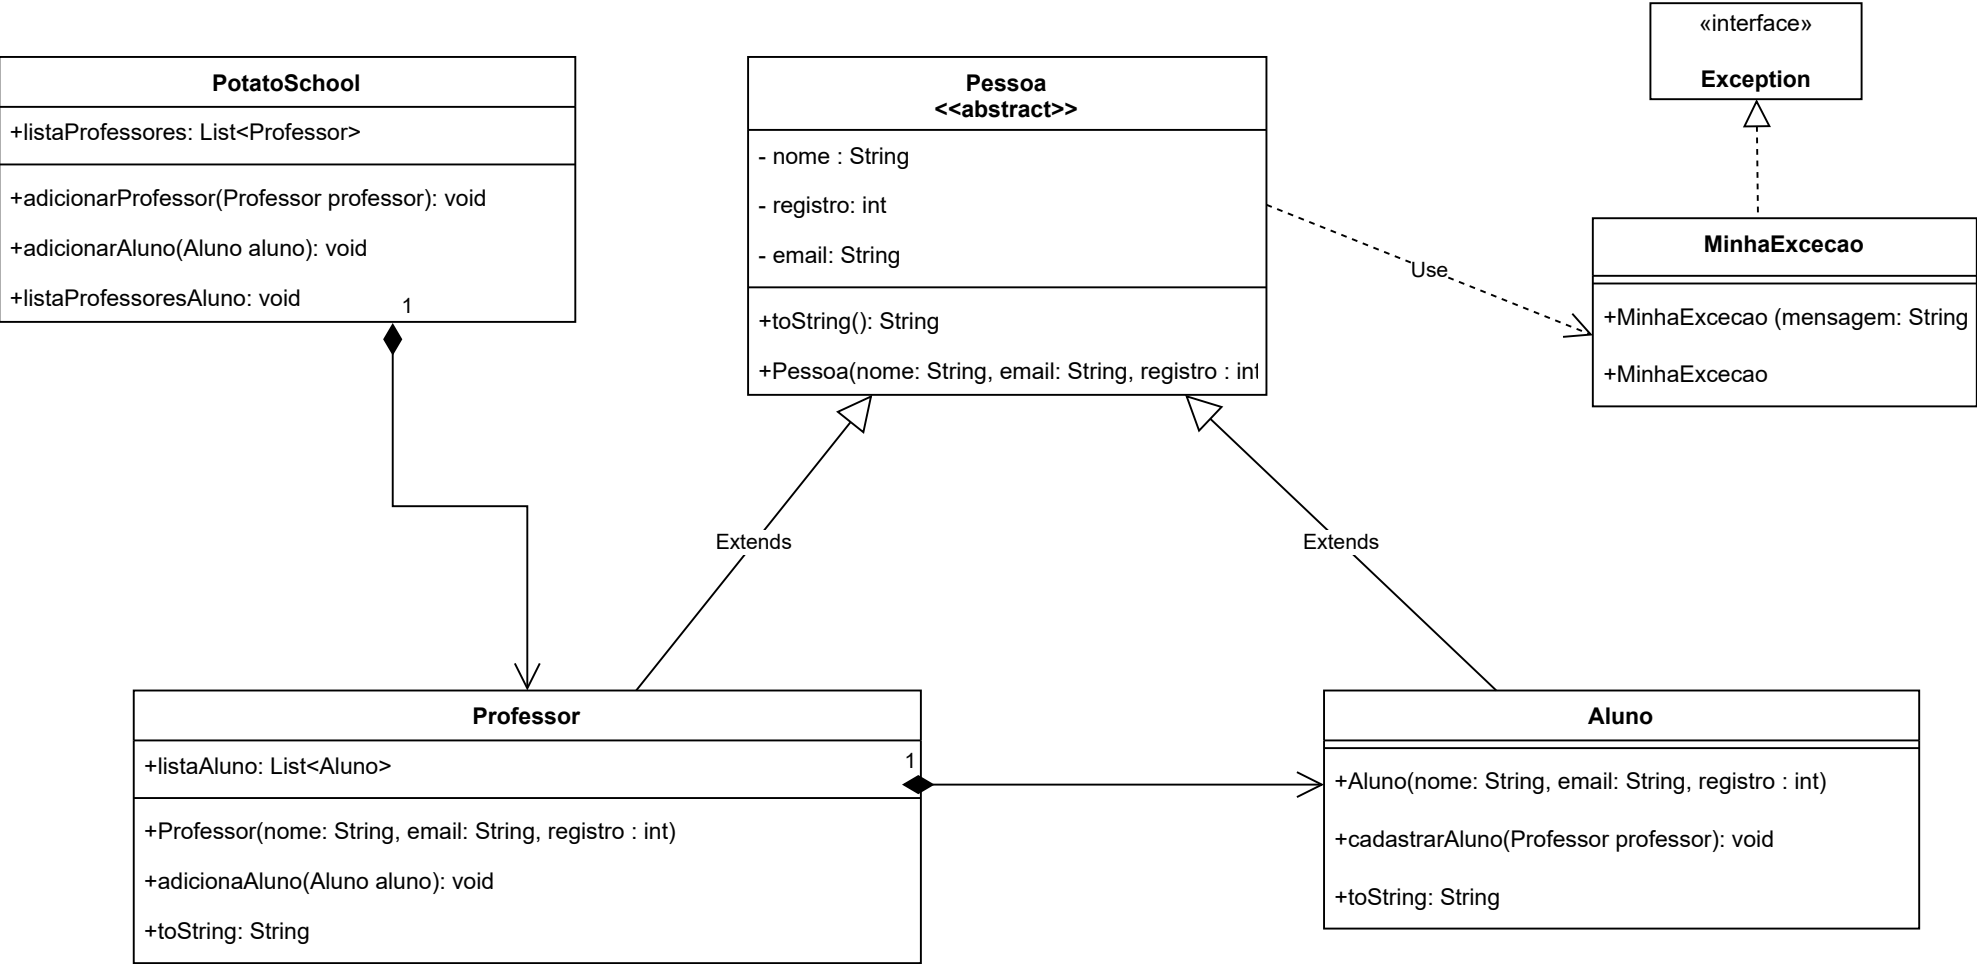 PotatoSchool
+listaProfessores: List<Professor>
+adicionarProfessor(Professor professor): void
+adicionarAluno(Aluno aluno): void
+listaProfessoresAluno: void
1
Pessoa
<<abstract>>
- nome : String
- registro: int
- email: String
+toString(): String
+Pessoa(nome: String, email: String, registro : int
«interface»
Exception
Use
MinhaExcecao
+MinhaExcecao (mensagem: String
+MinhaExcecao
Extends
Extends
Professor
+listaAluno: List<Aluno>
1
+Professor(nome: String, email: String, registro : int)
+adicionaAluno(Aluno aluno): void
+toString: String
Aluno
+Aluno(nome: String, email: String, registro : int)
+cadastrarAluno(Professor professor): void
+toString: String